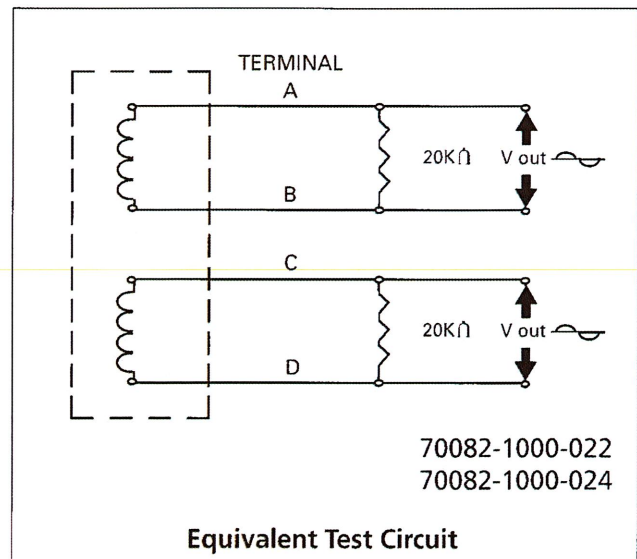 TERMINAL
A
20KΩ V out
B
C
20KΩ V out
D
70082-1000-022
70082-1000-024
Equivalent Test Circuit